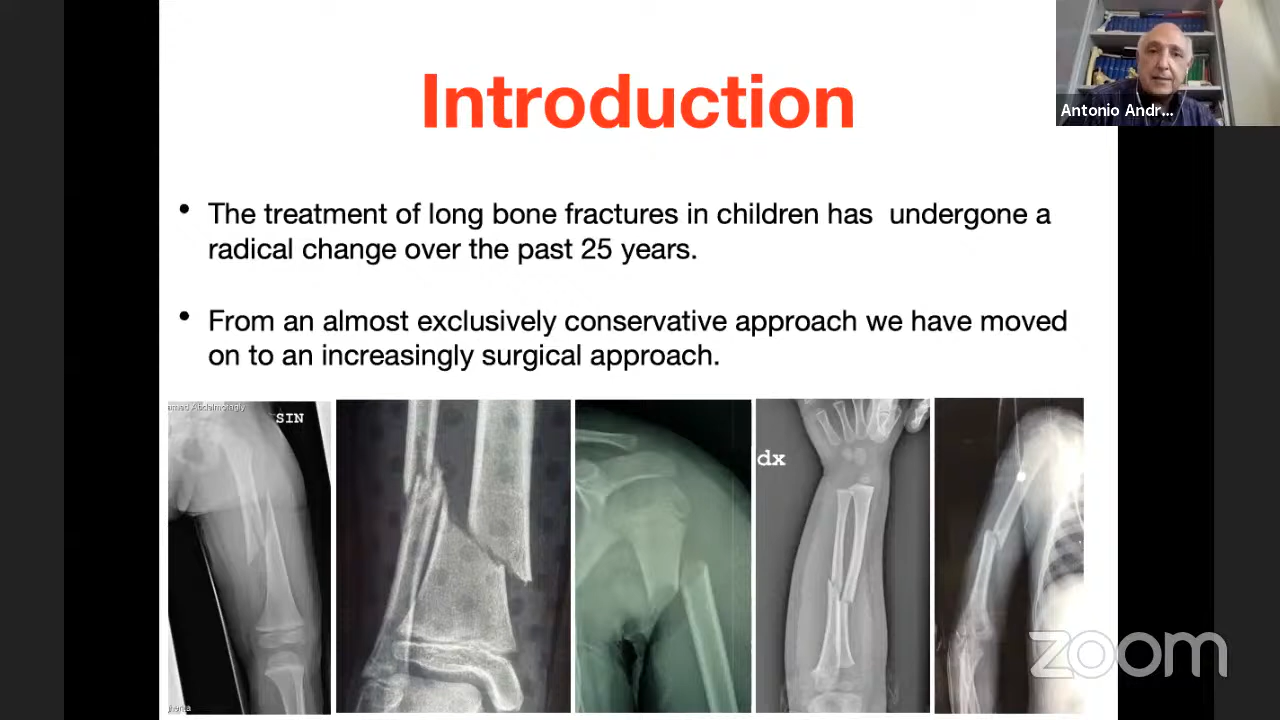 Introduction
Antonio Andr...
• The treatment of long bone fractures in children has undergone a
radical change over the past 25 years.
• From an almost exclusively conservative approach we have moved
on to an increasingly surgical approach.
SIN
dx
zoom